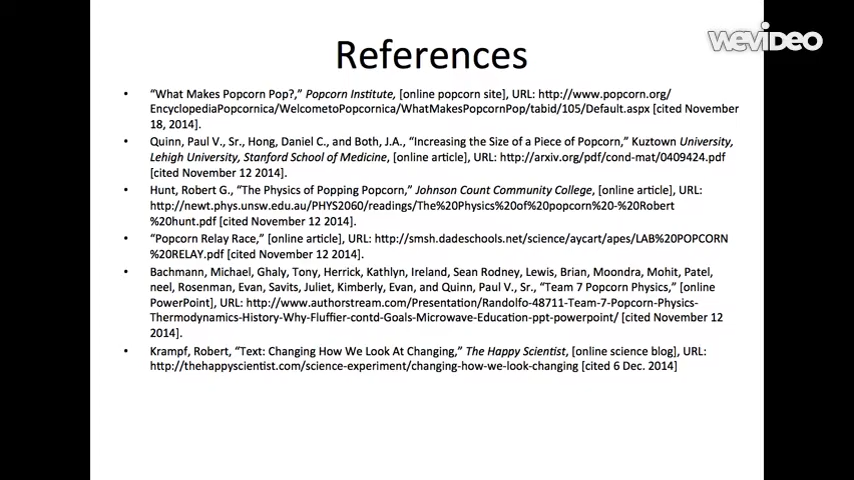 WeVideo
References
• "What Makes Popcorn Pop?," Popcorn Institute, [online popcorn site], URL: http://www.popcorn.org/
EncyclopediaPopcornica/WelcometoPopcornica/WhatMakesPopcornPop/tabid/105/Default.aspx [cited November
18, 2014].
• Quinn, Paul V., Sr., Hong, Daniel C., and Both, J.A., "Increasing the Size of a Piece of Popcorn," Kuztown University,
Lehigh University, Stanford School of Medicine, [online article], URL: http://arxiv.org/pdf/cond-mat/0409424.pdf
[cited November 12 2014].
• Hunt, Robert G., "The Physics of Popping Popcorn," Johnson Count Community College, [online article], URL:
http://newt.phys.unsw.edu.au/PHYS2060/readings/The%20Physics%20of%20popcorn%20-%20Robert
%20hunt.pdf [cited November 12 2014].
• "Popcorn Relay Race," [online article], URL: http://smsh.dadeschools.net/science/aycart/apes/LAB%20POPCORN
%20RELAY.pdf [cited November 12 2014].
• Bachmann, Michael, Ghaly, Tony, Herrick, Kathlyn, Ireland, Sean Rodney, Lewis, Brian, Moondra, Mohit, Patel,
neel, Rosenman, Evan, Savits, Juliet, Kimberly, Evan, and Quinn, Paul V., Sr., "Team 7 Popcorn Physics," [online
PowerPoint], URL: http://www.authorstream.com/Presentation/Randolfo-48711-Team-7-Popcorn-Physics-
Thermodynamics-History-Why-Fluffier-contd-Goals-Microwave-Education-ppt-powerpoint/ [cited November 12
2014].
• Krampf, Robert, "Text: Changing How We Look At Changing," The Happy Scientist, [online science blog], URL:
http://thehappyscientist.com/science-experiment/changing-how-we-look-changing [cited 6 Dec. 2014]